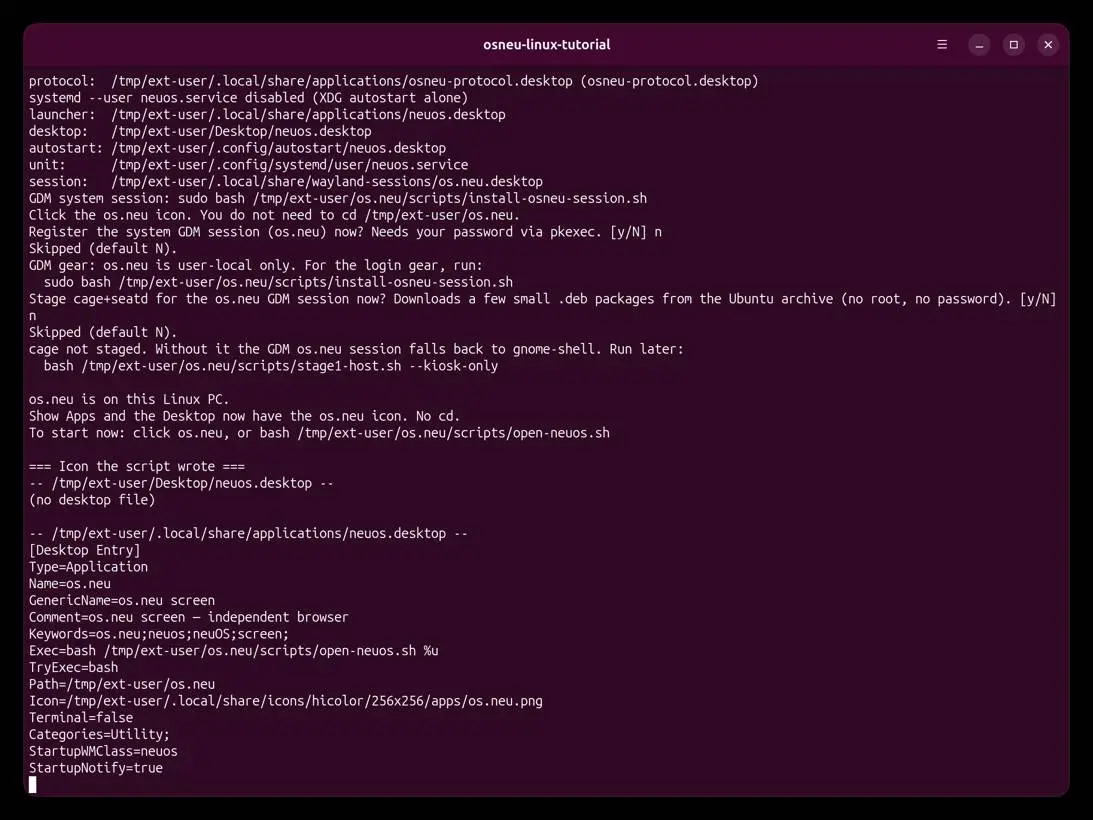 osneu-linux-tutorial
protocol:  /tmp/ext-user/.local/share/applications/osneu-protocol.desktop (osneu-protocol.desktop)
systemd --user neuos.service disabled (XDG autostart alone)
launcher:  /tmp/ext-user/.local/share/applications/neuos.desktop
desktop:   /tmp/ext-user/Desktop/neuos.desktop
autostart: /tmp/ext-user/.config/autostart/neuos.desktop
unit:      /tmp/ext-user/.config/systemd/user/neuos.service
session:   /tmp/ext-user/.local/share/wayland-sessions/os.neu.desktop
GDM system session: sudo bash /tmp/ext-user/os.neu/scripts/install-osneu-session.sh
Click the os.neu icon. You do not need to cd /tmp/ext-user/os.neu.
Register the system GDM session (os.neu) now? Needs your password via pkexec. [y/N] n
Skipped (default N).
GDM gear: os.neu is user-local only. For the login gear, run:
  sudo bash /tmp/ext-user/os.neu/scripts/install-osneu-session.sh
Stage cage+seatd for the os.neu GDM session now? Downloads a few small .deb packages from the Ubuntu archive (no root, no password). [y/N]
n
Skipped (default N).
cage not staged. Without it the GDM os.neu session falls back to gnome-shell. Run later:
  bash /tmp/ext-user/os.neu/scripts/stage1-host.sh --kiosk-only

os.neu is on this Linux PC.
Show Apps and the Desktop now have the os.neu icon. No cd.
To start now: click os.neu, or bash /tmp/ext-user/os.neu/scripts/open-neuos.sh

=== Icon the script wrote ===
-- /tmp/ext-user/Desktop/neuos.desktop --
(no desktop file)

-- /tmp/ext-user/.local/share/applications/neuos.desktop --
[Desktop Entry]
Type=Application
Name=os.neu
GenericName=os.neu screen
Comment=os.neu screen — independent browser
Keywords=os.neu;neuos;neuOS;screen;
Exec=bash /tmp/ext-user/os.neu/scripts/open-neuos.sh %u
TryExec=bash
Path=/tmp/ext-user/os.neu
Icon=/tmp/ext-user/.local/share/icons/hicolor/256x256/apps/os.neu.png
Terminal=false
Categories=Utility;
StartupWMClass=neuos
StartupNotify=true